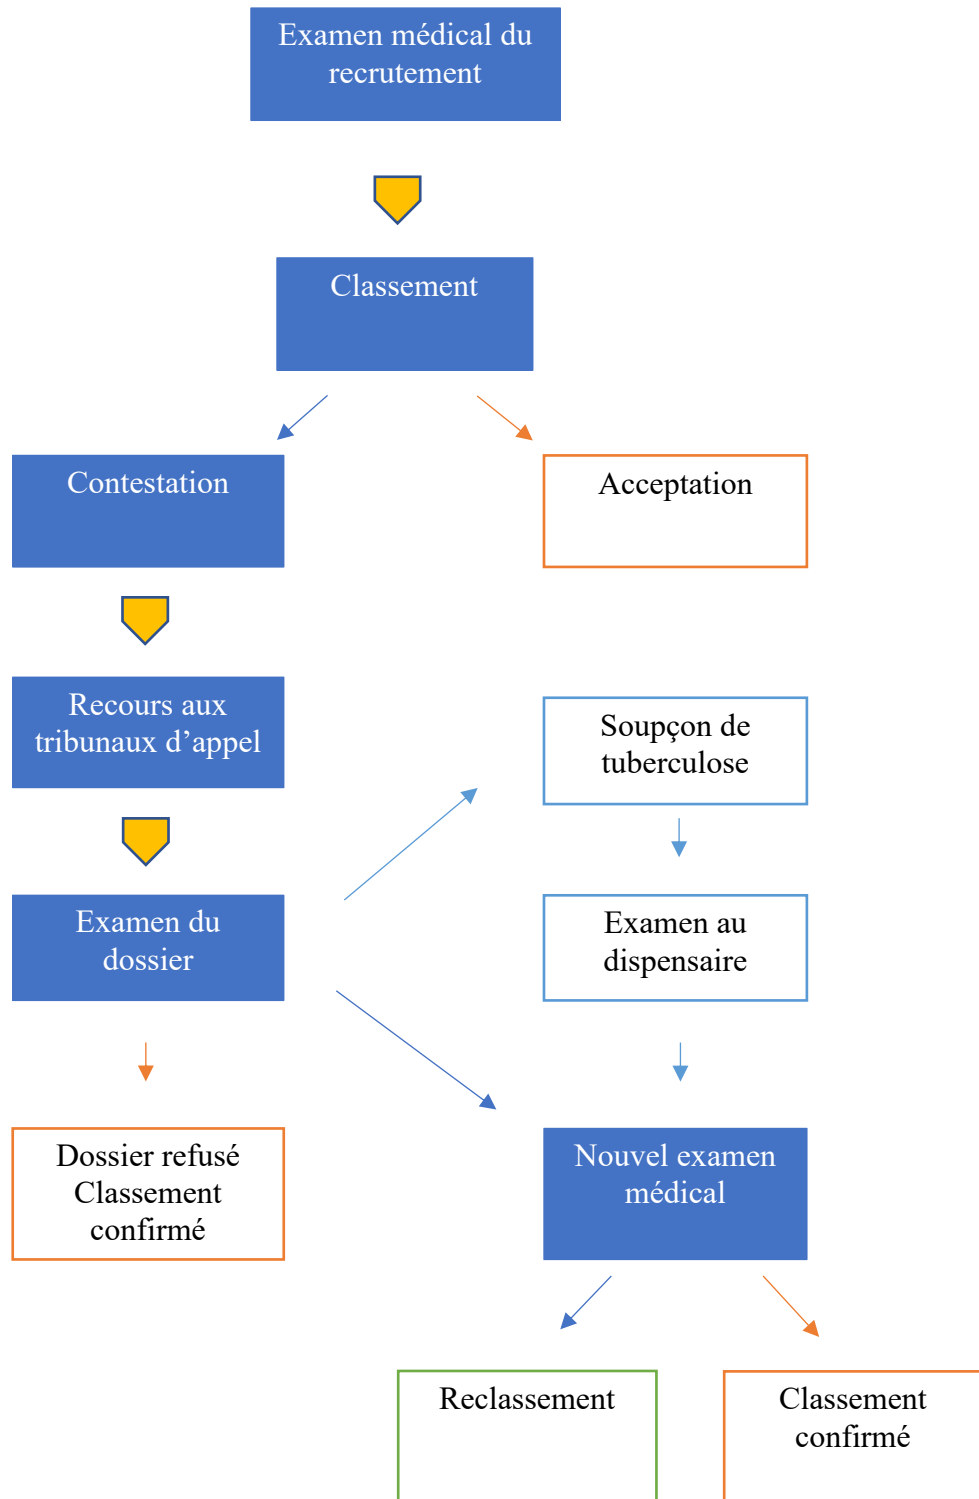 Examen médical du
recrutement
Classement
Contestation
Acceptation
Recours aux
tribunaux d’appel
Soupçon de
tuberculose
Examen du
dossier
Examen au
dispensaire
Dossier refusé
Classement
confirmé
Nouvel examen
médical
Reclassement
Classement
confirmé